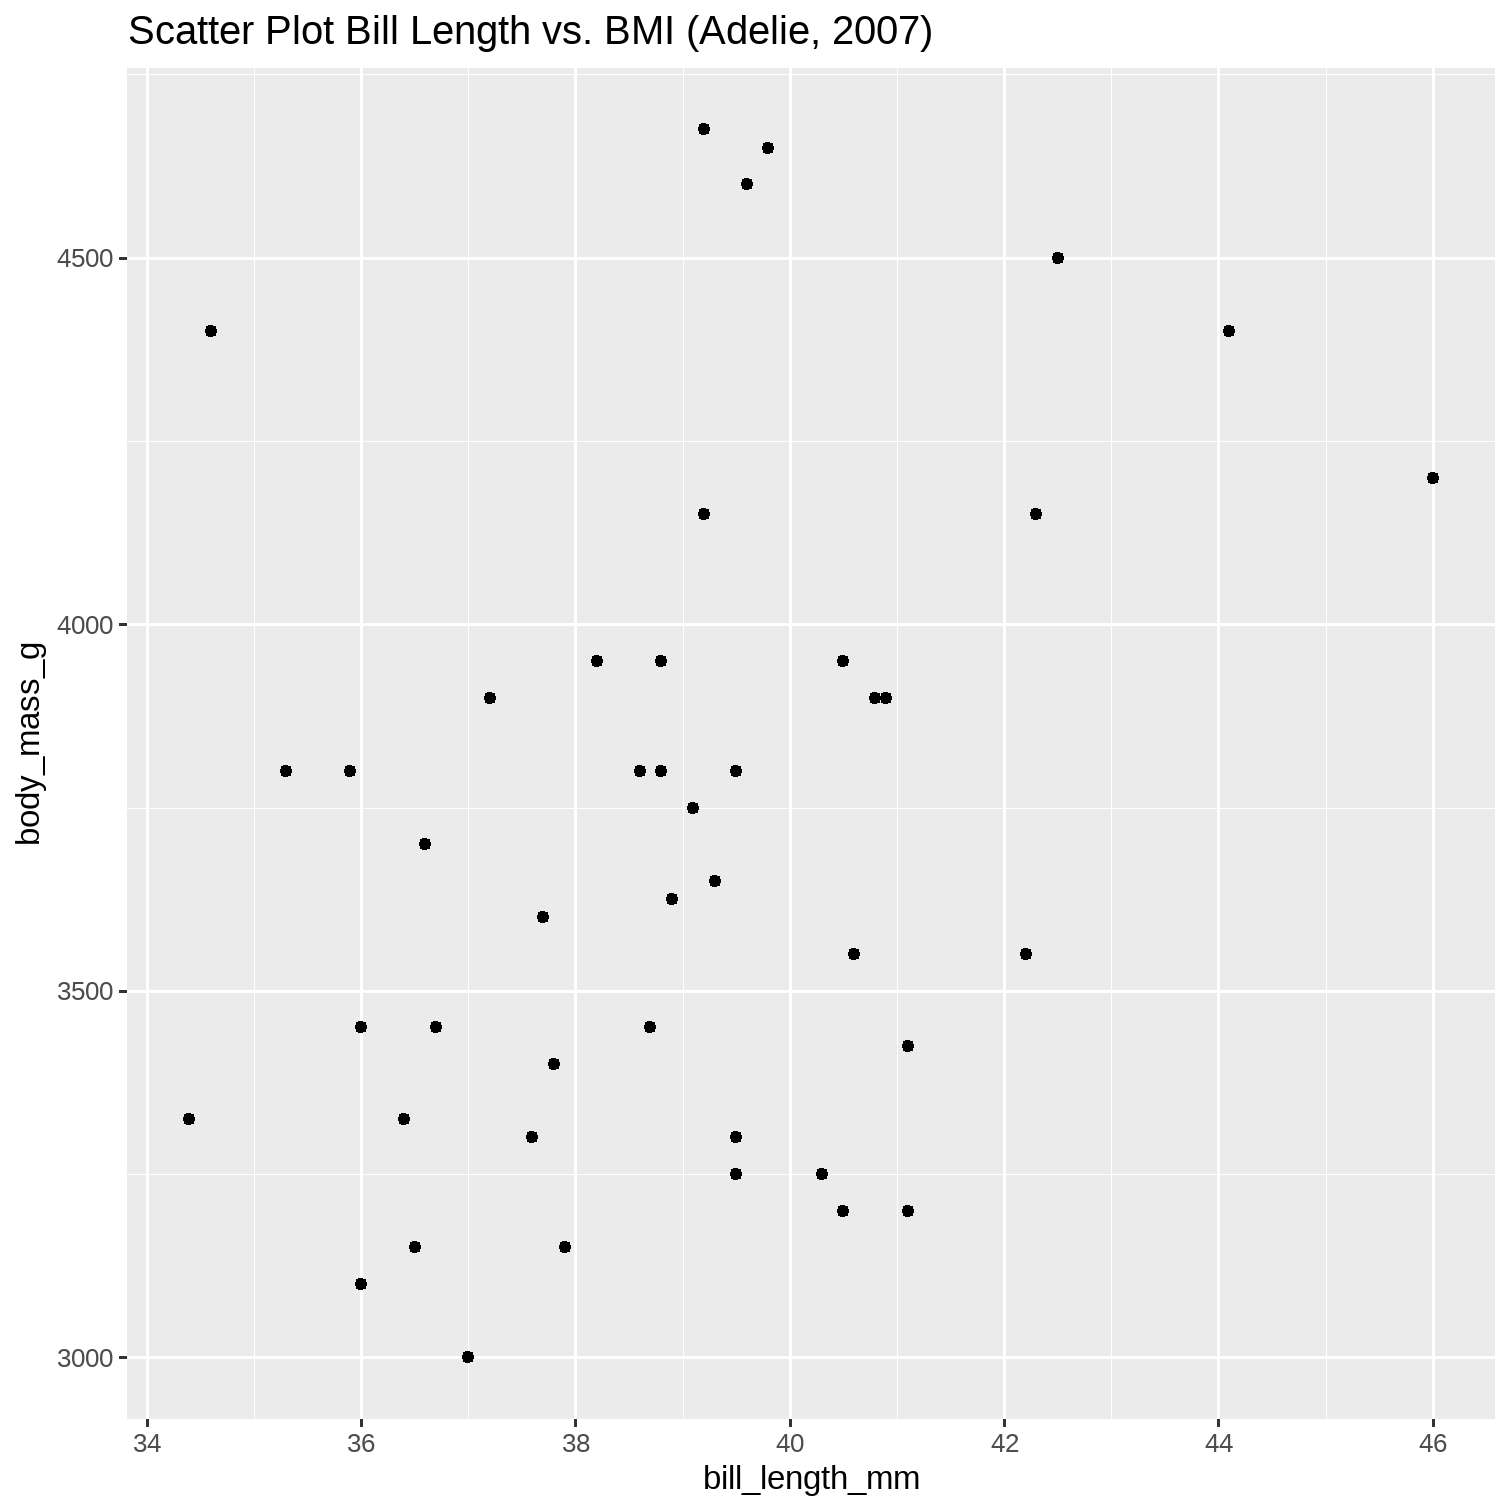 Scatter Plot Bill Length vs. BMI (Adelie, 2007)
body_mass_g
4500
4000
3500
3000
34 36 38 40 42 44 46
bill_length_mm